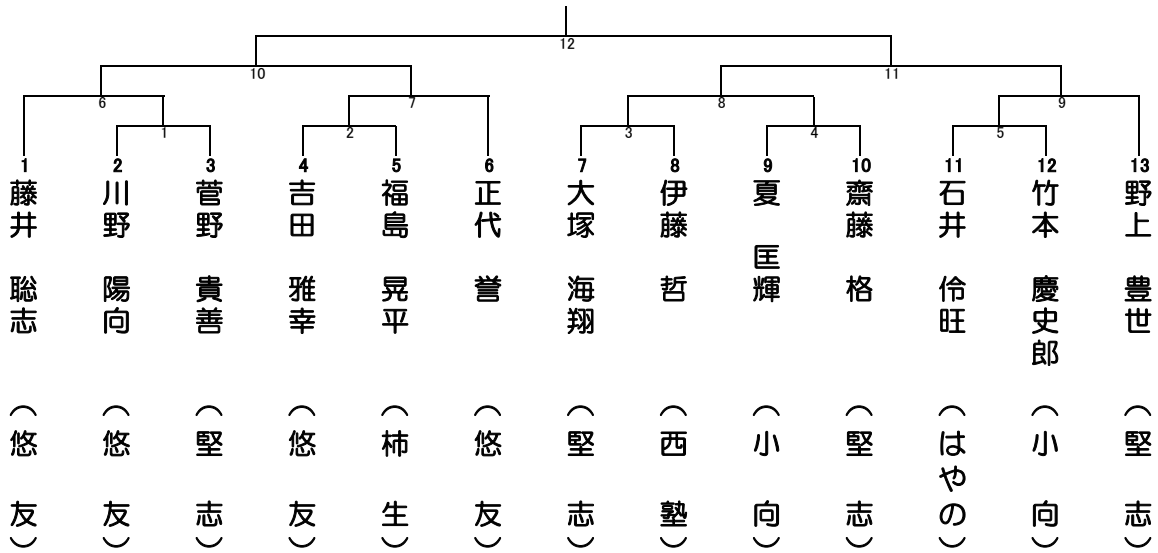 12
10
11
6
7
8
9
1
2
3
4
5
1 藤井 聡志 (悠友)
2 川野 陽向 (悠友)
3 菅野 貴善 (堅志)
4 吉田 雅幸 (悠友)
5 福島 晃平 (柿生)
6 正代 誉 (悠友)
7 大塚 海翔 (堅志)
8 伊藤 哲 (西塾)
9 夏 匡輝 (小向)
10 齋藤 格 (堅志)
11 石井 伶旺 (はやの)
12 竹本 慶史郎 (小向)
13 野上 豊世 (堅志)